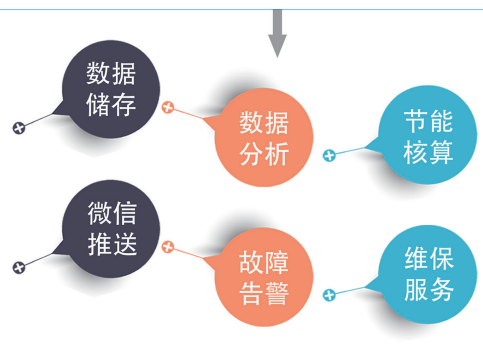 数据
储存
数据
分析
节能
核算
微信
推送
故障
告警
维保
服务